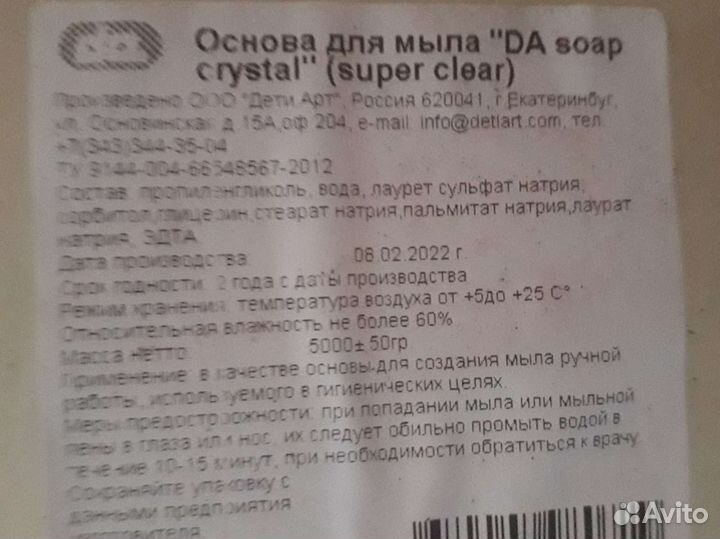 Основа для мыла "DA soap
crystal" (super clear)
Произведено ООО "Дети Арт", Россия 620041, г.Екатеринбуг,
ул. Основинская д.15А,оф 204, e-mail: info@detiart.com, тел.
+7(343)344-35-04
ТУ 9144-004-66548567-2012
Состав: пропиленгликоль, вода, лаурет сульфат натрия,
сорбитол,глицерин,стеарат натрия,пальмитат натрия,лаурат
натрия, ЭДТА
Дата производства: 08.02.2022 г.
Срок годности: 2 года с даты производства
Режим хранения: температура воздуха от +5до +25 С°
Относительная влажность не более 60%
Масса нетто: 5000±50гр
Применение: в качестве основы для создания мыла ручной
работы, используемого в гигиенических целях.
Меры предосторожности: при попадании мыла или мыльной
пены в глаза или нос, их следует обильно промыть водой в
течение 10-15 минут, при необходимости обратиться к врачу
Сохраняйте упаковку с
данными предприятия
изготовителя
Avito